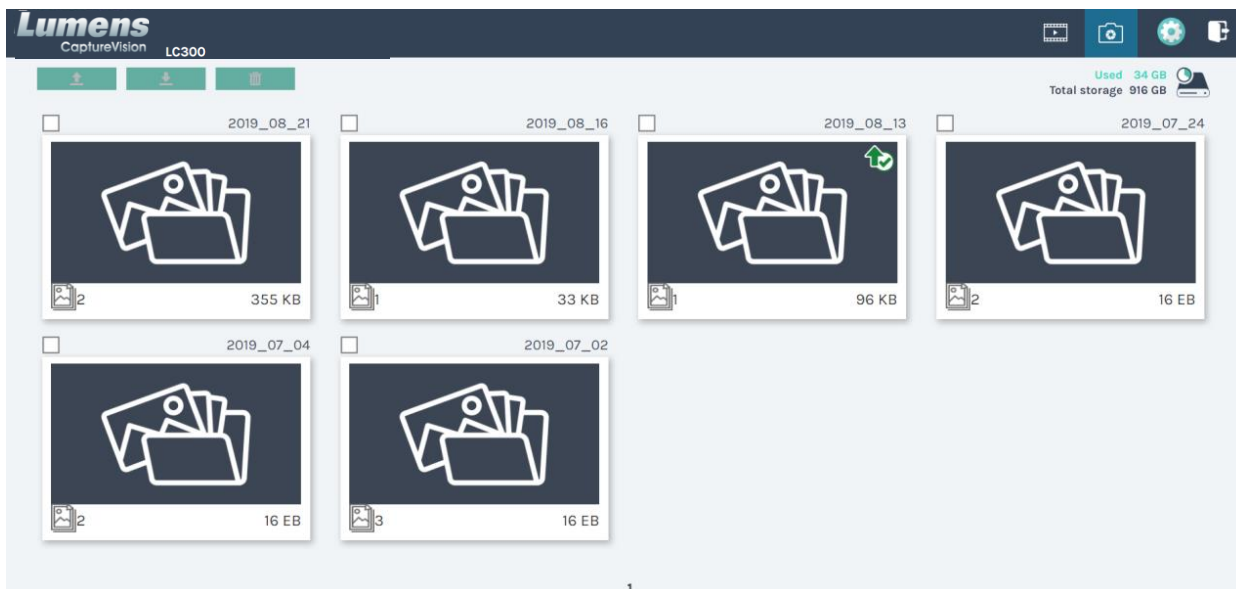 Lumens
CaptureVision LC300
Used 34 GB
Total storage 916 GB
2019_08_21
2019_08_16
2019_08_13
2019_07_24
2 355 KB
1 33 KB
1 96 KB
2 16 EB
2019_07_04
2019_07_02
2 16 EB
3 16 EB
1